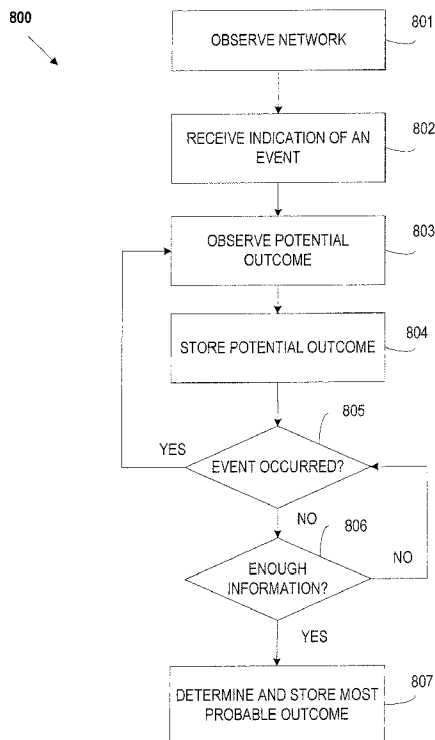 800
801
OBSERVE NETWORK
802
RECEIVE INDICATION OF AN
EVENT
803
OBSERVE POTENTIAL
OUTCOME
804
STORE POTENTIAL OUTCOME
805
YES
EVENT OCCURRED?
NO
806
ENOUGH
INFORMATION?
NO
YES
807
DETERMINE AND STORE MOST
PROBABLE OUTCOME